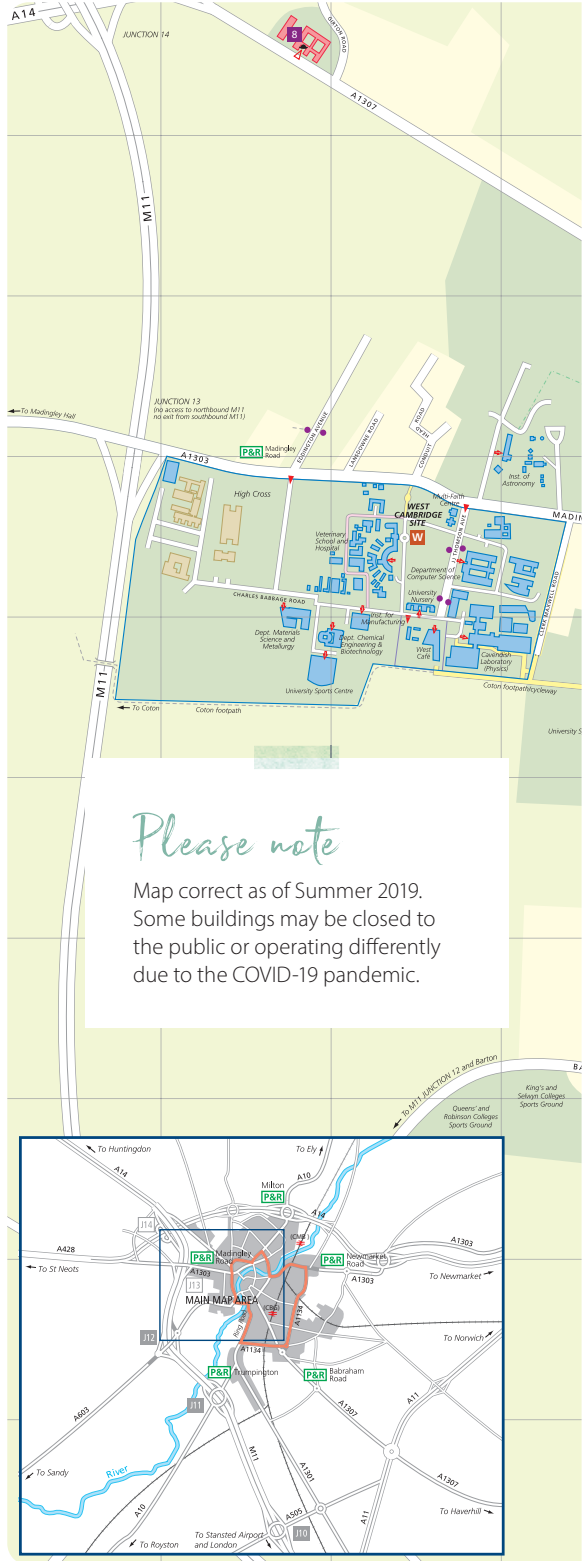 A14
JUNCTION 14
8
GIRTON ROAD
A1307
M11
JUNCTION 13
(no access to northbound M11
no exit from southbound M11)
To Madingley Hall
A1303
P&R Madingley
Road
EDDINGTON AVENUE
LANSDOWNE ROAD
CONDUIT
HEAD
ROAD
High Cross
Inst. of
Astronomy
Multi-Faith
Centre
WEST
CAMBRIDGE
SITE
W
MADIN
JJ THOMSON AVE
Veterinary
School and
Hospital
Department of
Computer Science
University
Nursery
CHARLES BABBAGE ROAD
CLERK MAXWELL ROAD
Inst. for
Manufacturing
Dept. Materials
Science and
Metallurgy
Dept. Chemical
Engineering &
Biotechnology
West
Café
Cavendish
Laboratory
(Physics)
M11
University Sports Centre
Coton footpath/cycleway
To Coton
Coton footpath
University S
Please note
Map correct as of Summer 2019.
Some buildings may be closed to
the public or operating differently
due to the COVID-19 pandemic.
To M11 JUNCTION 12 and Barton
BA
King's and
Selwyn Colleges
Sports Ground
Queens' and
Robinson Colleges
Sports Ground
To Huntingdon
To Ely
A14
A10
Milton
P&R
A14
J14
(CMB)
A428
P&R
Madingley
Road
P&R
Newmarket
Road
A1303
To St Neots
A1303
A1303
To Newmarket
J13
MAIN MAP AREA
(CBG)
A1134
Ring Road
J12
To Norwich
A1134
P&R Trumpington
P&R
Babraham
Road
A603
J11
A1307
A11
M11
To Sandy
River
A1301
A1307
A10
A505
A11
To Haverhill
To Royston
To Stansted Airport
and London
J10